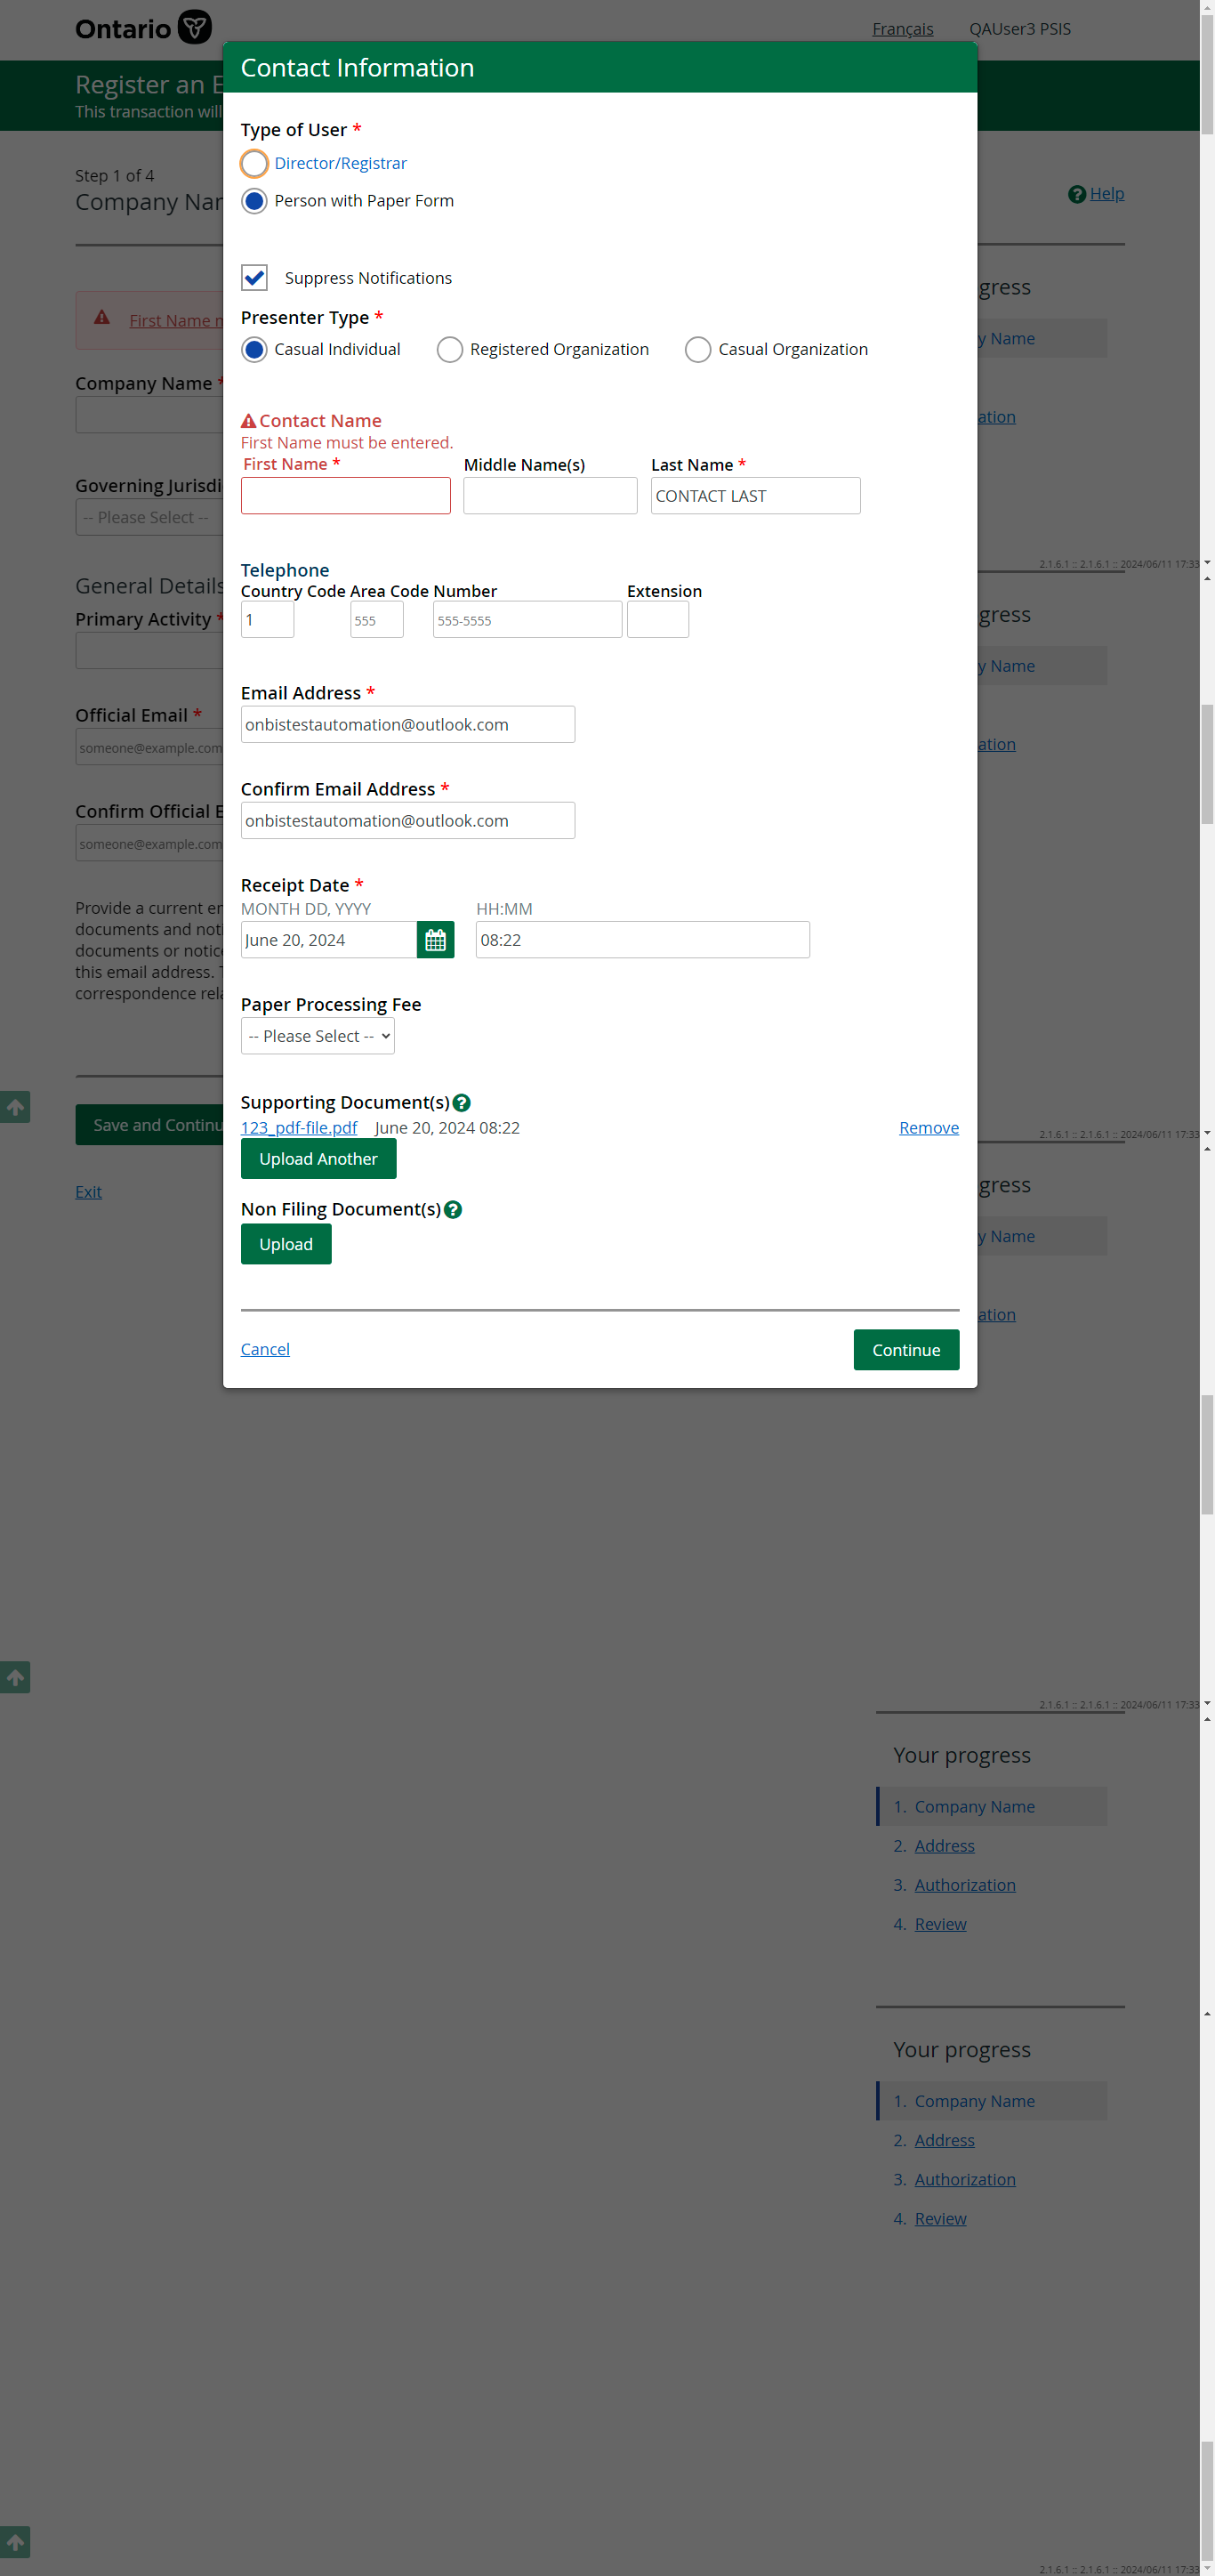 Ontario
Français QAUser3 PSIS
Register an E
This transaction will
Contact Information
Step 1 of 4
Company Nar
Help
Type of User *
Director/Registrar
Person with Paper Form
Suppress Notifications
Presenter Type *
Casual Individual Registered Organization Casual Organization
gress
First Name n
y Name
Company Name *
ation
Contact Name
First Name must be entered.
First Name * Middle Name(s) Last Name *
CONTACT LAST
Governing Jurisdi
-- Please Select --
2.1.6.1 :: 2.1.6.1 :: 2024/06/11 17:33
General Details
Primary Activity *
Telephone
Country Code Area Code Number Extension
1 555 555-5555
gress
y Name
Official Email *
someone@example.com
ation
Email Address *
onbistestautomation@outlook.com
Confirm Official E
someone@example.com
Confirm Email Address *
onbistestautomation@outlook.com
Provide a current en
documents and noti
documents or notice
this email address. T
correspondence rela
Receipt Date *
MONTH DD, YYYY HH:MM
June 20, 2024 08:22
Paper Processing Fee
-- Please Select --
Supporting Document(s)
123_pdf-file.pdf June 20, 2024 08:22 Remove
Upload Another
Save and Continu
2.1.6.1 :: 2.1.6.1 :: 2024/06/11 17:33
Exit
gress
Non Filing Document(s)
Upload
y Name
ation
Cancel Continue
2.1.6.1 :: 2.1.6.1 :: 2024/06/11 17:33
Your progress
1. Company Name
2. Address
3. Authorization
4. Review
Your progress
1. Company Name
2. Address
3. Authorization
4. Review
2.1.6.1 :: 2.1.6.1 :: 2024/06/11 17:33